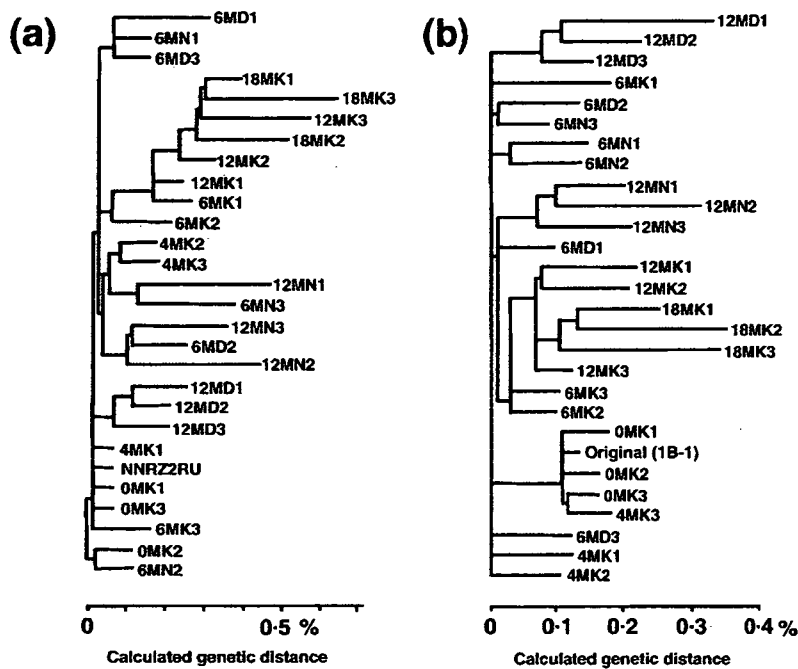 (a)
6MD1
6MN1
6MD3
18MK1
18MK3
12MK3
18MK2
12MK2
12MK1
6MK1
6MK2
4MK2
4MK3
12MN1
6MN3
12MN3
6MD2
12MN2
12MD1
12MD2
12MD3
4MK1
NNRZ2RU
0MK1
0MK3
6MK3
0MK2
6MN2
0 0·5 %
Calculated genetic distance
(b)
12MD1
12MD2
12MD3
6MK1
6MD2
6MN3
6MN1
6MN2
12MN1
12MN2
12MN3
6MD1
12MK1
12MK2
18MK1
18MK2
18MK3
12MK3
6MK3
6MK2
0MK1
Original (1B-1)
0MK2
0MK3
4MK3
6MD3
4MK1
4MK2
0 0·1 0·2 0·3 0·4 %
Calculated genetic distance